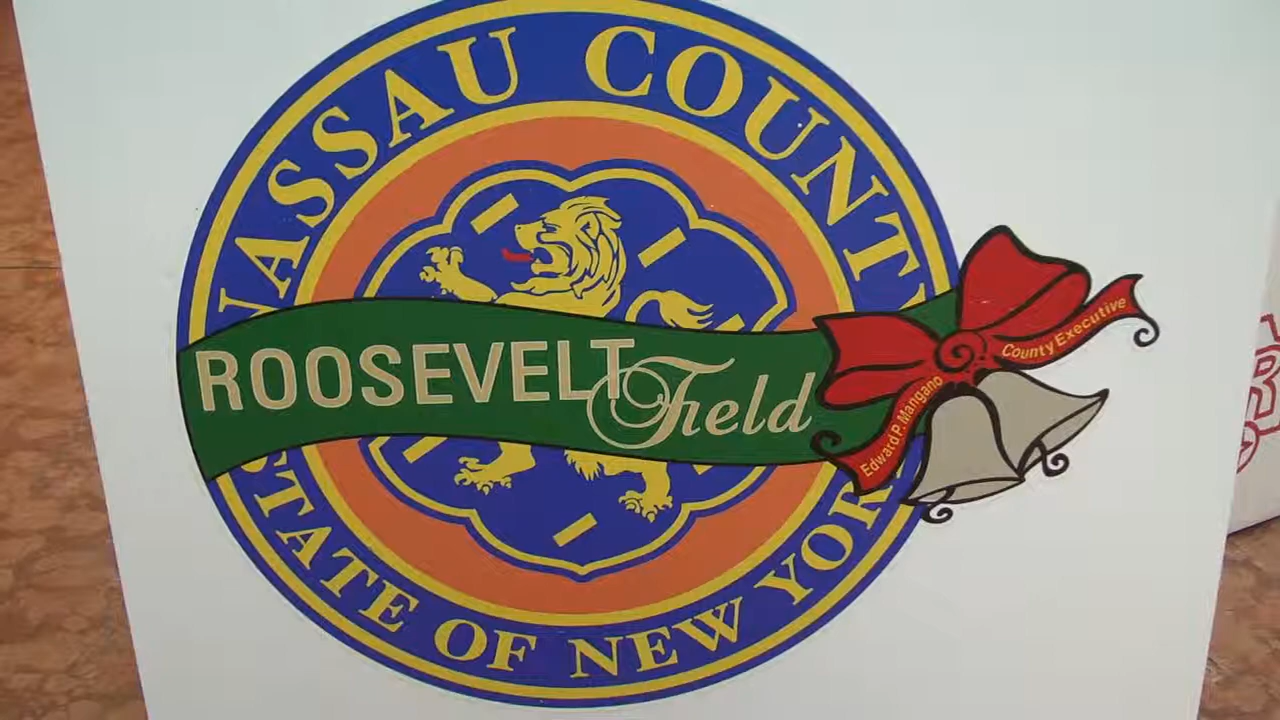 NASSAU COUNTY
ROOSEVELT Field
Edward P. Mangano
County Executive
STATE OF NEW YORK